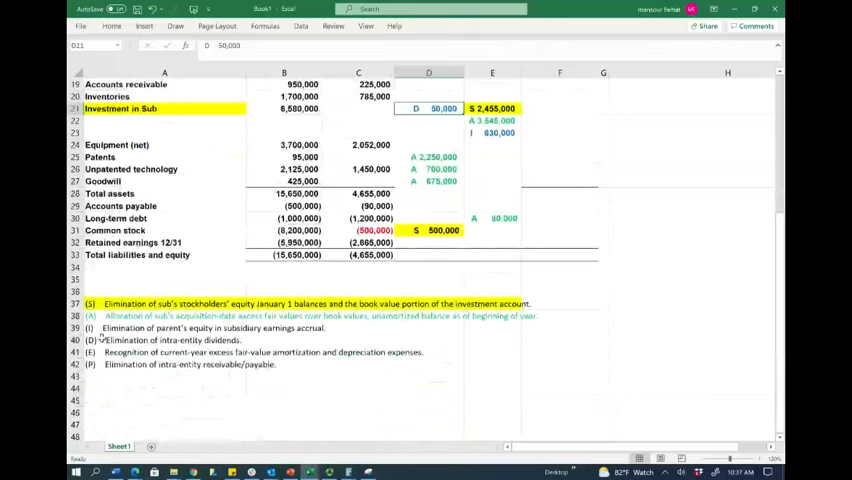 AutoSave Off Book1 - Excel Search mansour farhat MF
File Home Insert Draw Page Layout Formulas Data Review View Help Share Comments
D21 fx D 50,000
A B C D E F G H
19 Accounts receivable 950,000 225,000
20 Inventories 1,700,000 785,000
21 Investment in Sub 6,580,000 D 50,000 S 2,455,000
22 A 3,545,000
23 I 630,000
24 Equipment (net) 3,700,000 2,052,000
25 Patents 95,000 A 2,250,000
26 Unpatented technology 2,125,000 1,450,000 A 700,000
27 Goodwill 425,000 A 675,000
28 Total assets 15,650,000 4,655,000
29 Accounts payable (500,000) (90,000)
30 Long-term debt (1,000,000) (1,200,000) A 80,000
31 Common stock (8,200,000) (500,000) S 500,000
32 Retained earnings 12/31 (5,950,000) (2,865,000)
33 Total liabilities and equity (15,650,000) (4,655,000)
34
35
36
37 (S) Elimination of sub's stockholders' equity January 1 balances and the book value portion of the investment account.
38 (A) Allocation of sub's acquisition-date excess fair values over book values, unamortized balance as of beginning of year.
39 (I) Elimination of parent's equity in subsidiary earnings accrual.
40 (D) Elimination of intra-entity dividends.
41 (E) Recognition of current-year excess fair-value amortization and depreciation expenses.
42 (P) Elimination of intra-entity receivable/payable.
43
44
45
46
47
48
Sheet1
Ready 120%
Desktop 82°F Watch 10:37 AM